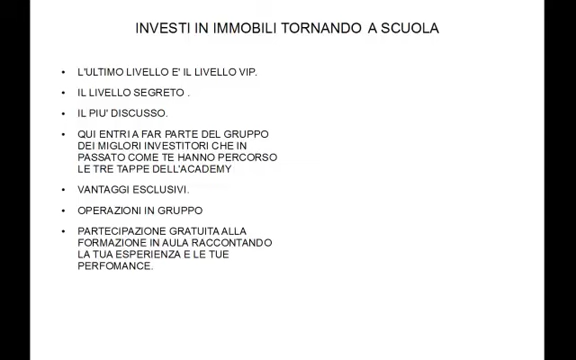 INVESTI IN IMMOBILI TORNANDO A SCUOLA
• L'ULTIMO LIVELLO E' IL LIVELLO VIP.
• IL LIVELLO SEGRETO .
• IL PIU' DISCUSSO.
• QUI ENTRI A FAR PARTE DEL GRUPPO
DEI MIGLORI INVESTITORI CHE IN
PASSATO COME TE HANNO PERCORSO
LE TRE TAPPE DELL'ACADEMY
• VANTAGGI ESCLUSIVI.
• OPERAZIONI IN GRUPPO
• PARTECIPAZIONE GRATUITA ALLA
FORMAZIONE IN AULA RACCONTANDO
LA TUA ESPERIENZA E LE TUE
PERFOMANCE.